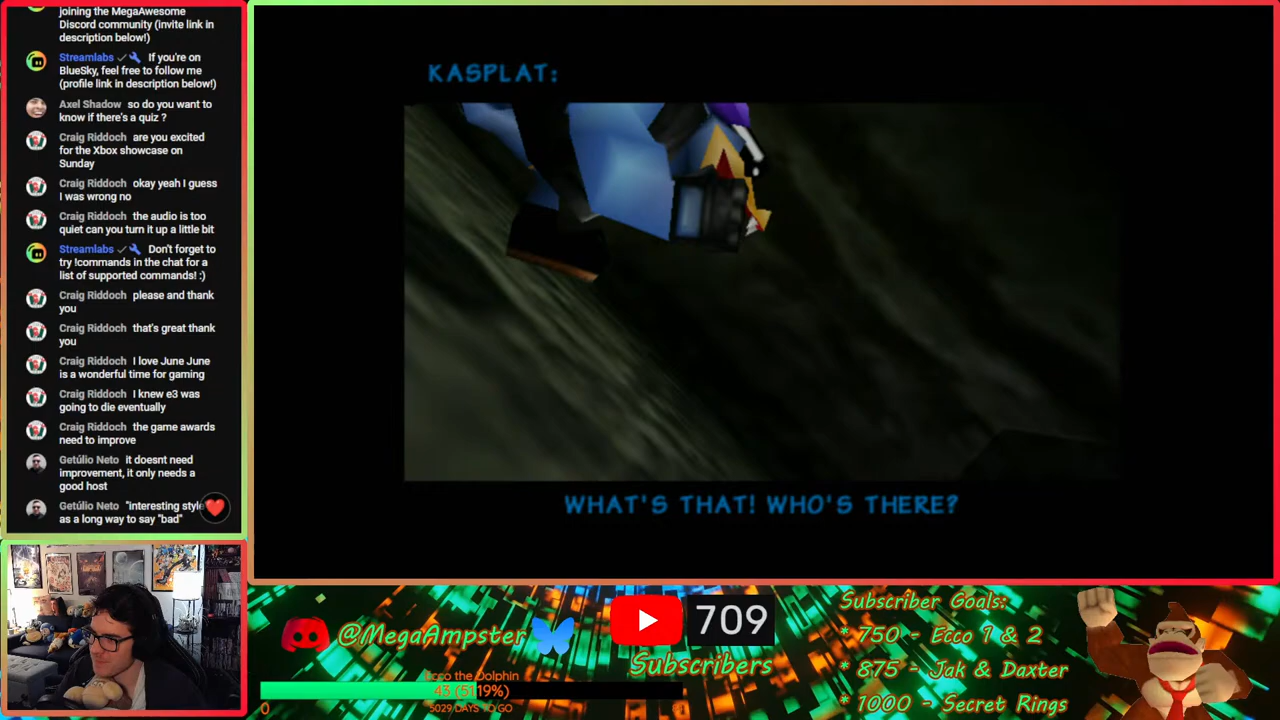 joining the MegaAwesome
Discord community (invite link in
description below!)
Streamlabs If you're on
BlueSky, feel free to follow me
(profile link in description below!)
Axel Shadow so do you want to
know if there's a quiz ?
Craig Riddoch are you excited
for the Xbox showcase on
Sunday
Craig Riddoch okay yeah I guess
I was wrong no
Craig Riddoch the audio is too
quiet can you turn it up a little bit
Streamlabs Don't forget to
try !commands in the chat for a
list of supported commands! :)
Craig Riddoch please and thank
you
Craig Riddoch that's great thank
you
Craig Riddoch I love June June
is a wonderful time for gaming
Craig Riddoch I knew e3 was
going to die eventually
Craig Riddoch the game awards
need to improve
Getúlio Neto it doesnt need
improvement, it only needs a
good host
Getúlio Neto "Interesting style
as a long way to say "bad"
KASPLAT:
WHAT'S THAT! WHO'S THERE?
@MegaAmpster
709
Subscribers
Ecco the Dolphin
43 (5119%)
0
5029 DAYS TO GO
Subscriber Goals:
* 750 - Ecco 1 & 2
* 875 - Jak & Daxter
* 1000 - Secret Rings